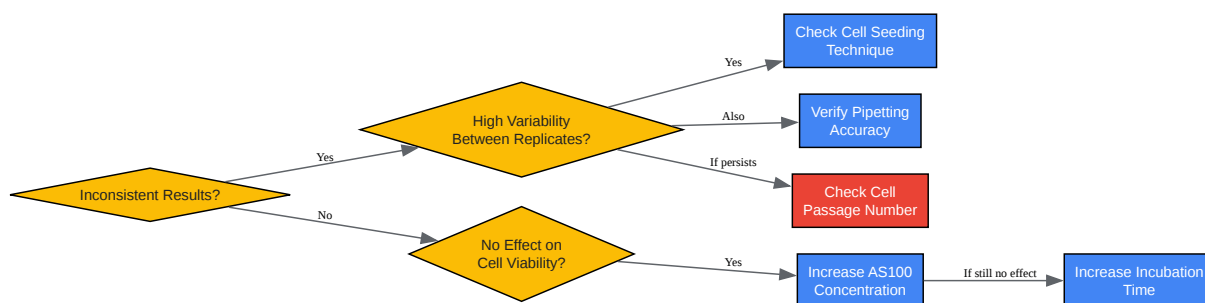 Inconsistent Results?
Yes
No
High Variability
Between Replicates?
Yes
Also
If persists
Check Cell Seeding
Technique
Verify Pipetting
Accuracy
Check Cell
Passage Number
No Effect on
Cell Viability?
Yes
Increase AS100
Concentration
If still no effect
Increase Incubation
Time